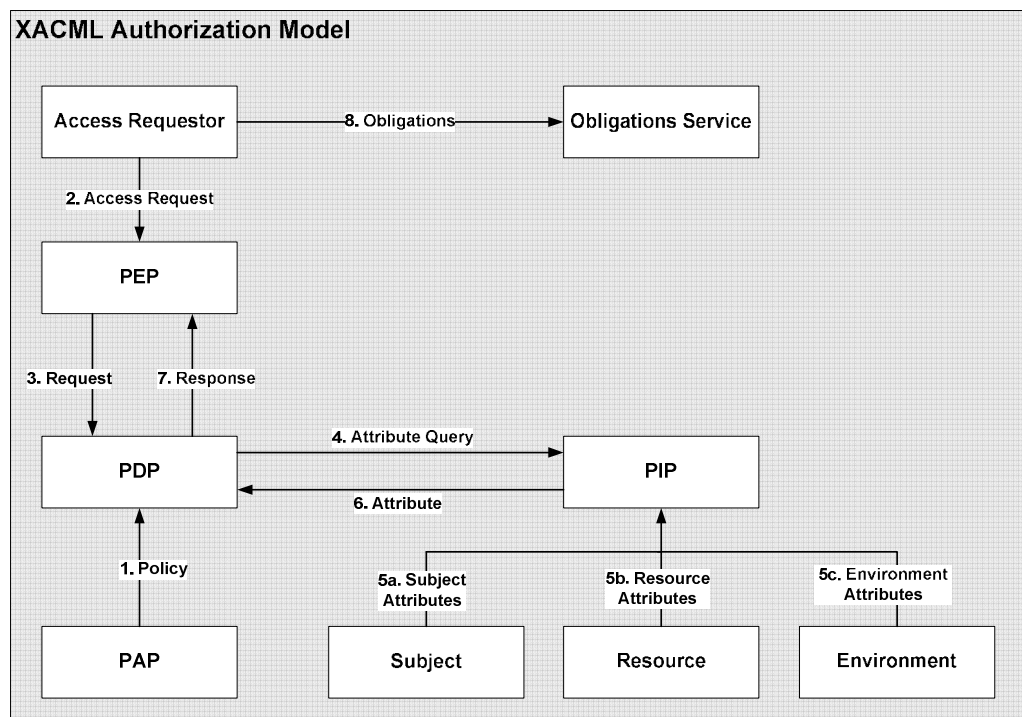 XACML Authorization Model
Access Requestor
8. Obligations
Obligations Service
2. Access Request
PEP
3. Request
7. Response
4. Attribute Query
PDP
PIP
6. Attribute
1. Policy
5a. Subject
Attributes
5b. Resource
Attributes
5c. Environment
Attributes
PAP
Subject
Resource
Environment